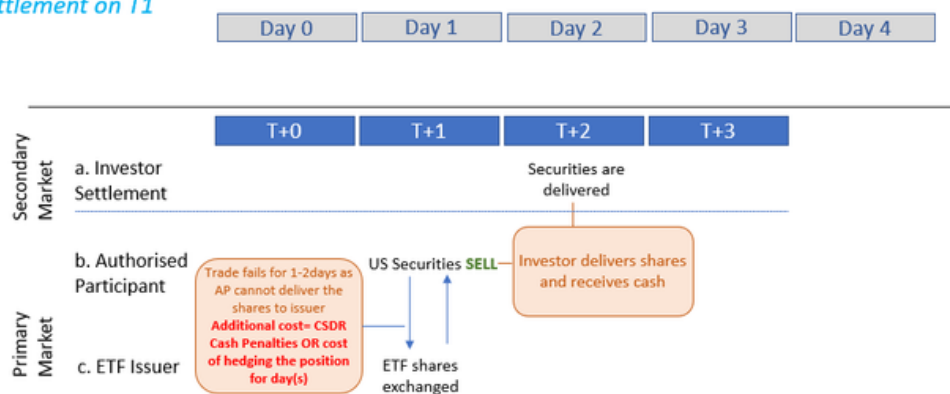 ttlement on T1
Day 0 Day 1 Day 2 Day 3 Day 4
T+0 T+1 T+2 T+3
Secondary
Market
a. Investor
Settlement
Securities are
delivered
Primary
Market
b. Authorised
Participant
Trade fails for 1-2days as
AP cannot deliver the
shares to issuer
Additional cost= CSDR
Cash Penalties OR cost
of hedging the position
for day(s)
US Securities SELL
Investor delivers shares
and receives cash
c. ETF Issuer
ETF shares
exchanged